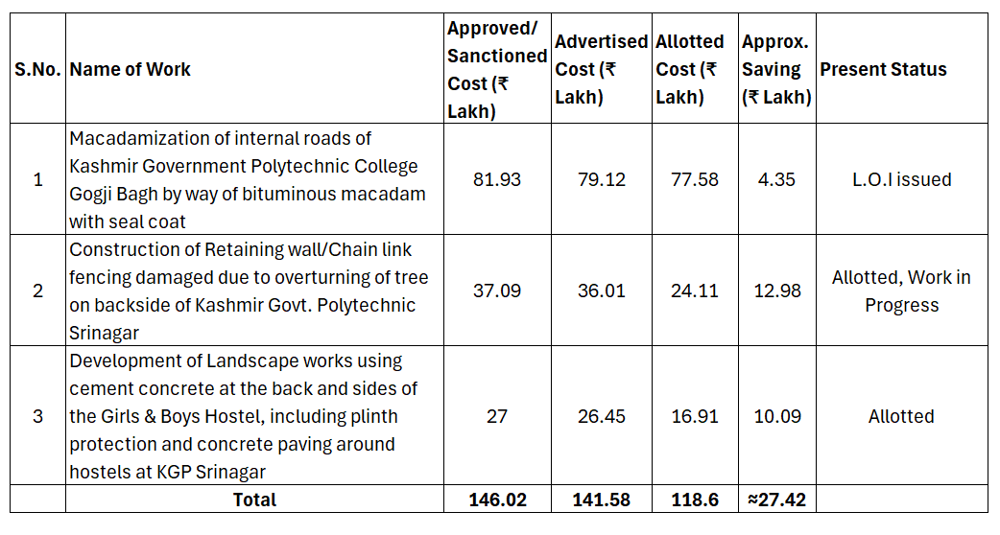 S.No. Name of Work Approved/ Sanctioned Cost (₹ Lakh) Advertised Cost (₹ Lakh) Allotted Cost (₹ Lakh) Approx. Saving (₹ Lakh) Present Status
1
Macadamization of internal roads of
Kashmir Government Polytechnic College
Gogji Bagh by way of bituminous macadam
with seal coat
81.93 79.12 77.58 4.35 L.O.I issued
2
Construction of Retaining wall/Chain link
fencing damaged due to overturning of tree
on backside of Kashmir Govt. Polytechnic
Srinagar
37.09 36.01 24.11 12.98 Allotted, Work in
Progress
3
Development of Landscape works using
cement concrete at the back and sides of
the Girls & Boys Hostel, including plinth
protection and concrete paving around
hostels at KGP Srinagar
27 26.45 16.91 10.09 Allotted
Total 146.02 141.58 118.6 ≈27.42